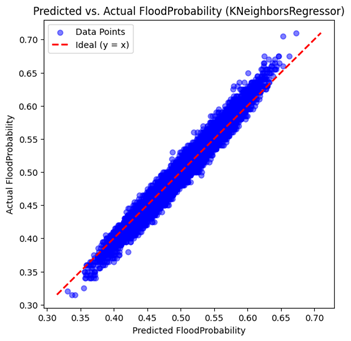 Predicted vs. Actual FloodProbability (KNeighborsRegressor)
Data Points
Ideal (y = x)
0.70
0.65
0.60
0.55
0.50
0.45
0.40
0.35
0.30
Actual FloodProbability
0.30 0.35 0.40 0.45 0.50 0.55 0.60 0.65 0.70
Predicted FloodProbability